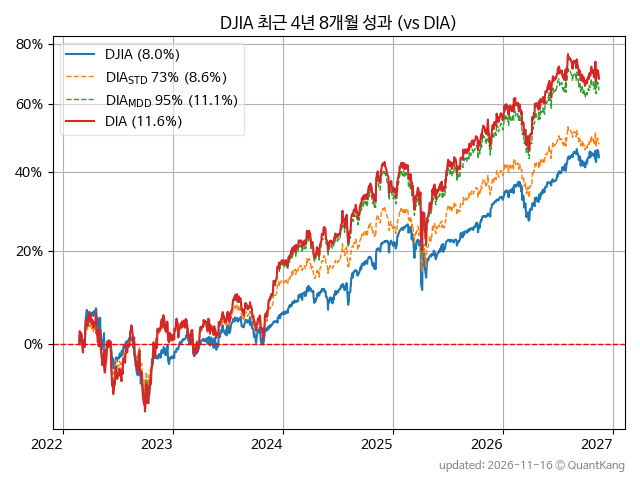 DJIA 최근 4년 8개월 성과 (vs DIA)
80%
60%
40%
20%
0%
DJIA (8.0%)
DIA_STD 73% (8.6%)
DIA_MDD 95% (11.1%)
DIA (11.6%)
2022 2023 2024 2025 2026 2027
updated: 2026-11-16 © QuantKang